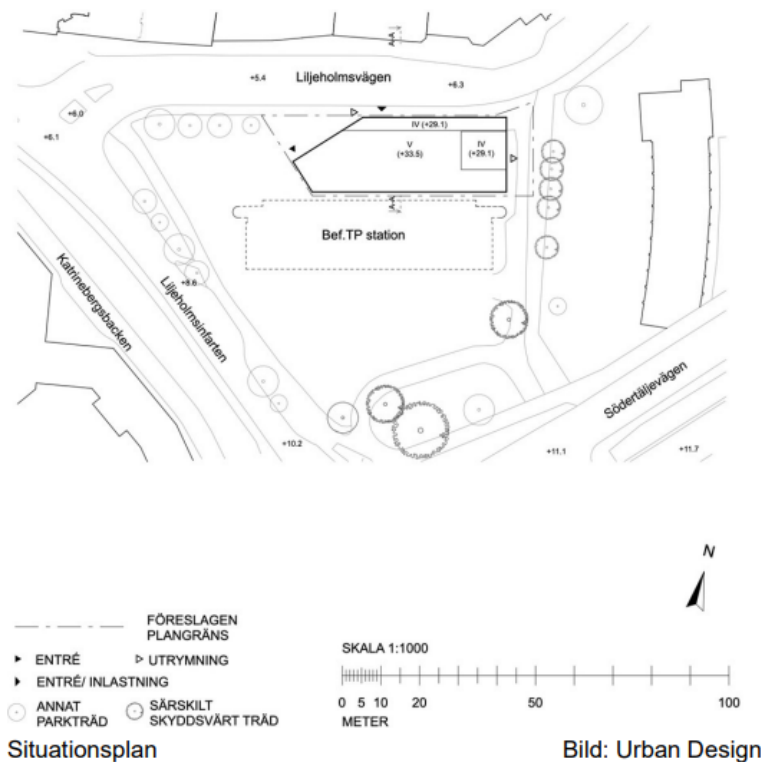 A-A
+5.4
Liljeholmsvägen
+6.3
+6.0
+6.1
IV (+29.1)
V
(+33.5)
IV
(+29.1)
A-A
Bef.TP station
+8.6
Katrinebergsbacken
Liljeholmsinfarten
Södertäljevägen
+10.2
+11.1
+11.7
N
FÖRESLAGEN
PLANGRÄNS
ENTRÉ
UTRYMNING
ENTRÉ/ INLASTNING
ANNAT
PARKTRÄD
SÄRSKILT
SKYDDSVÄRT TRÄD
SKALA 1:1000
0 5 10 20 50 100
METER
Situationsplan
Bild: Urban Design